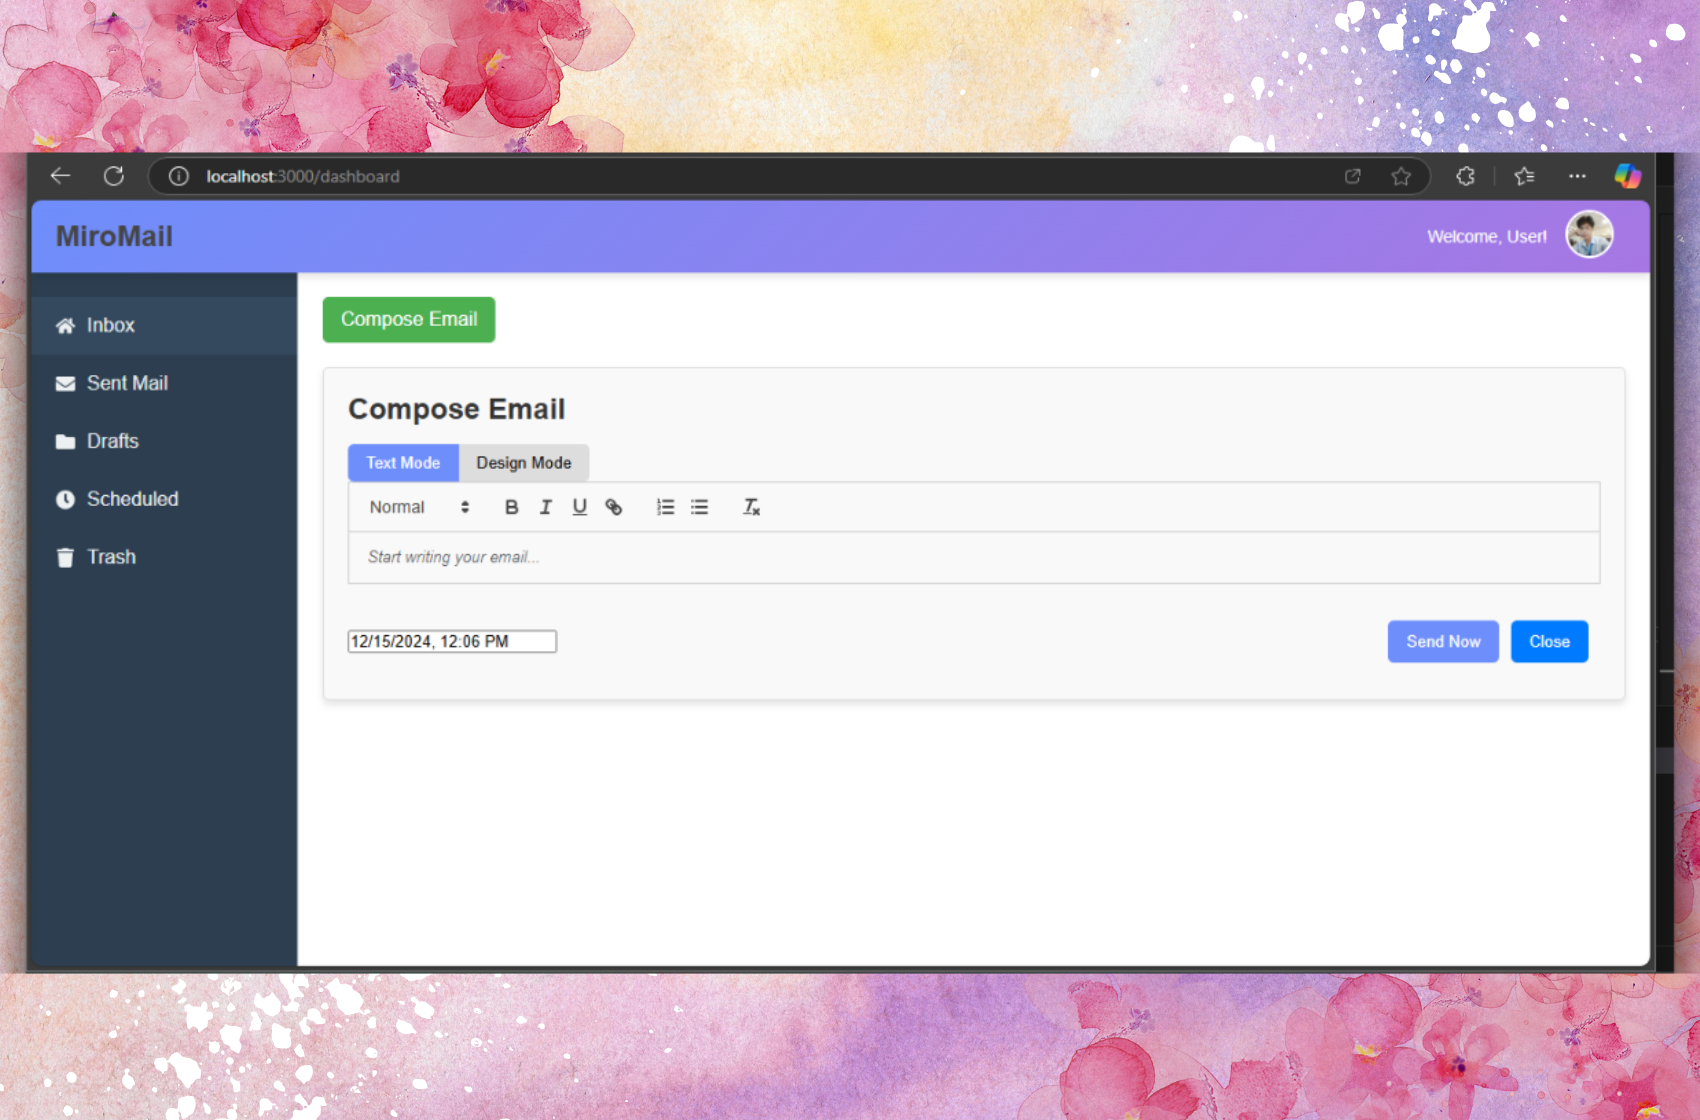 localhost:3000/dashboard
MiroMail
Welcome, User!
Inbox
Sent Mail
Drafts
Scheduled
Trash
Compose Email
Compose Email
Text Mode Design Mode
Normal B I U
Start writing your email...
12/15/2024, 12:06 PM
Send Now Close